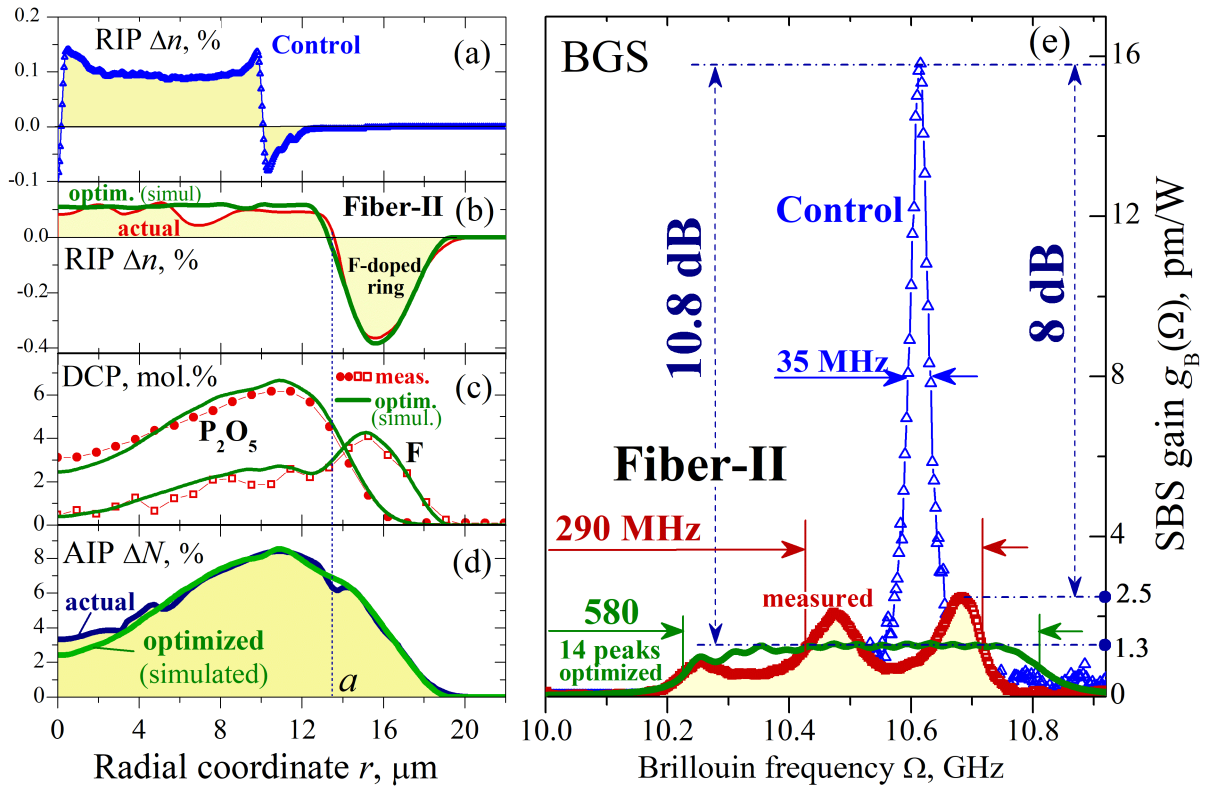 0.2
RIP Δn, %
Control
(a)
0.1
0.0
-0.1
optim. (simul)
Fiber-II
(b)
actual
0.0
RIP Δn, %
F-doped
ring
-0.2
-0.4
DCP, mol.%
meas.
(c)
6
optim.
(simul.)
4
P2O5
F
2
0
AIP ΔN, %
(d)
8
actual
6
4
optimized
(simulated)
2
a
0
0 4 8 12 16 20
Radial coordinate r, μm
BGS
(e)
16
Control
10.8 dB
8 dB
12
35 MHz
8
Fiber-II
290 MHz
4
measured
2.5
580
14 peaks
optimized
1.3
0
10.0 10.2 10.4 10.6 10.8
Brillouin frequency Ω, GHz
SBS gain gB(Ω), pm/W